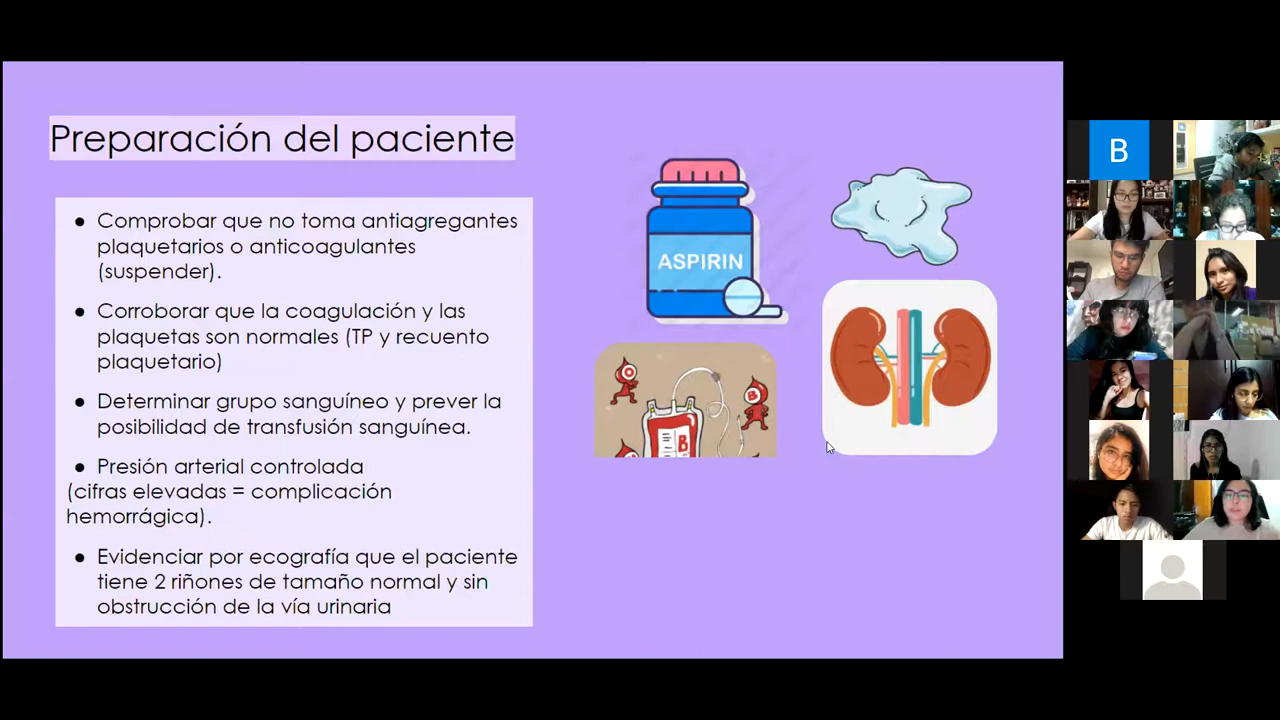 Preparación del paciente
● Comprobar que no toma antiagregantes
plaquetarios o anticoagulantes
(suspender).
● Corroborar que la coagulación y las
plaquetas son normales (TP y recuento
plaquetario)
● Determinar grupo sanguíneo y prever la
posibilidad de transfusión sanguínea.
● Presión arterial controlada
(cifras elevadas = complicación
hemorrágica).
● Evidenciar por ecografía que el paciente
tiene 2 riñones de tamaño normal y sin
obstrucción de la vía urinaria
ASPIRIN
O
B
B
B